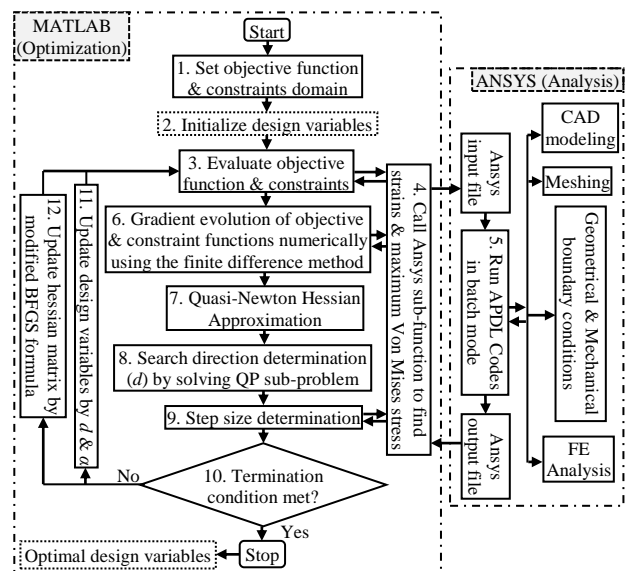 MATLAB
(Optimization)
Start
1. Set objective function
& constraints domain
2. Initialize design variables
3. Evaluate objective
function & constraints
6. Gradient evolution of objective
& constraint functions numerically
using the finite difference method
7. Quasi-Newton Hessian
Approximation
8. Search direction determination
(d) by solving QP sub-problem
9. Step size determination
10. Termination
condition met?
No
Yes
Stop
Optimal design variables
11. Update design variables by d & α
12. Update hessian matrix by
modified BFGS formula
4. Call Ansys sub-function to find
strains & maximum Von Mises stress
ANSYS (Analysis)
Ansys
input file
5. Run APDL Codes
in batch mode
Ansys
output file
CAD
modeling
Meshing
Geometrical & Mechanical
boundary conditions
FE
Analysis